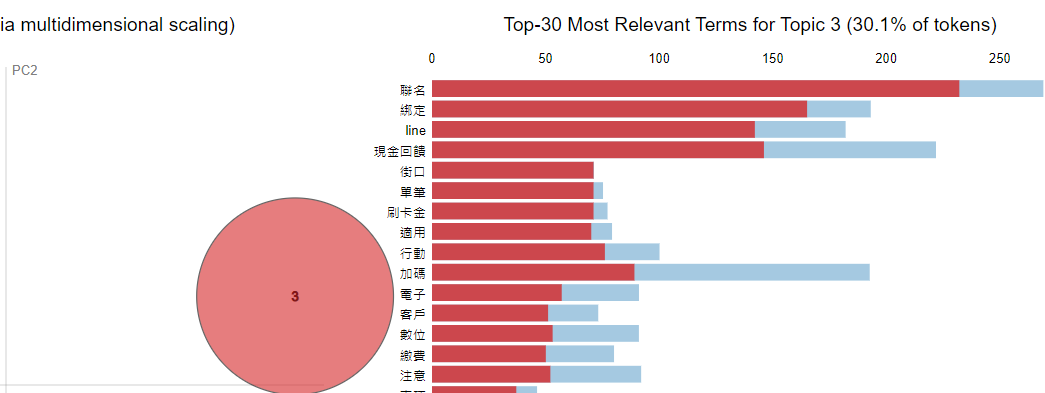 ia multidimensional scaling)
Top-30 Most Relevant Terms for Topic 3 (30.1% of tokens)
PC2
0 50 100 150 200 250
聯名
綁定
line
現金回饋
街口
單筆
刷卡金
適用
行動
加碼
3
電子
客戶
數位
繳費
注意